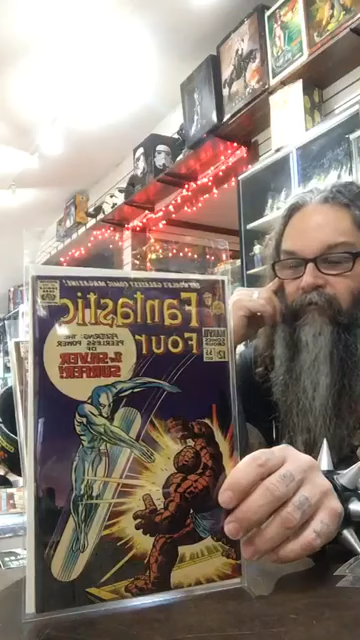 THE WORLD'S GREATEST COMIC MAGAZINE!
Fantastic
Four
MARVEL
COMICS
GROUP
12¢
FEATURING: THE
PEERLESS POWER
OF
The SILVER
SURFER!